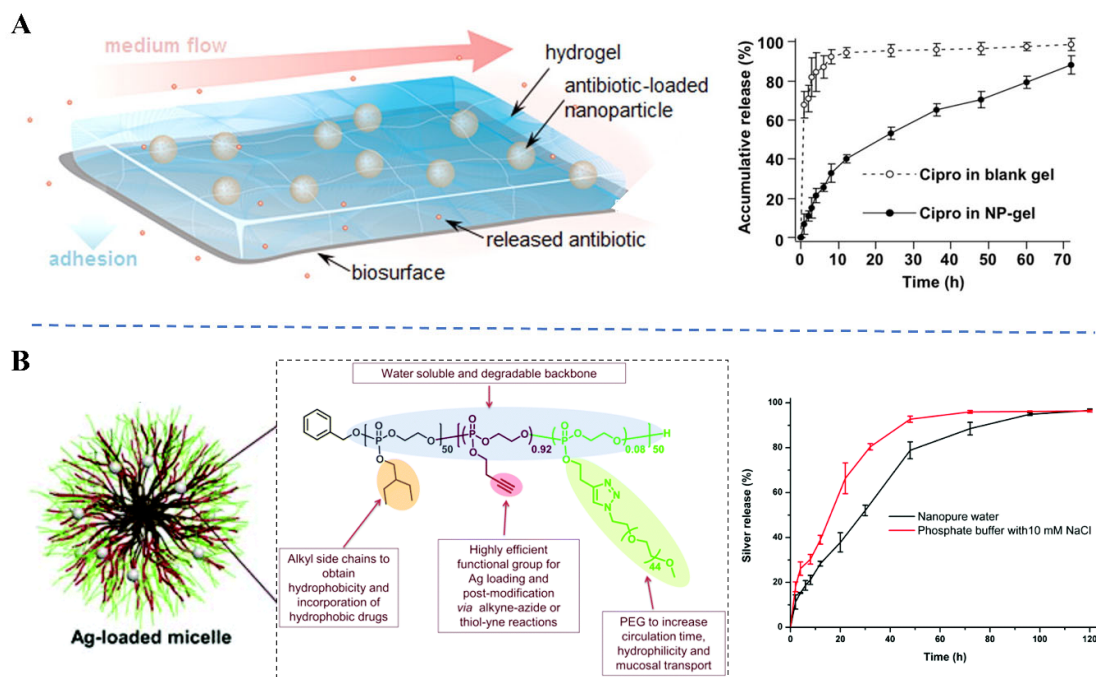 A
medium flow
hydrogel
antibiotic-loaded
nanoparticle
released antibiotic
biosurface
adhesion
Accumulative release (%)
100
80
60
40
20
0
Cipro in blank gel
Cipro in NP-gel
0 10 20 30 40 50 60 70
Time (h)
B
Ag-loaded micelle
Water soluble and degradable backbone
O
O
P
O
O
O
50
O
O
P
O
O
O
0.92
O
O
P
O
O
O
0.08
50
H
N
N
N
O
O
44
Alkyl side chains to
obtain
hydrophobicity and
incorporation of
hydrophobic drugs
Highly efficient
functional group for
Ag loading and
post-modification
via alkyne-azide or
thiol-yne reactions
PEG to increase
circulation time,
hydrophilicity and
mucosal transport
Silver release (%)
100
80
60
40
20
0
Nanopure water
Phosphate buffer with10 mM NaCl
0 20 40 60 80 100 120
Time (h)